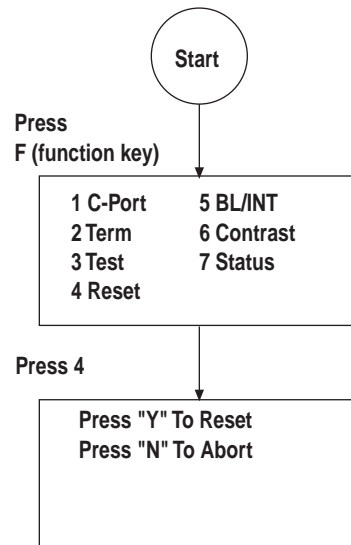 Start
Press
F (function key)
1 C-Port 5 BL/INT
2 Term 6 Contrast
3 Test 7 Status
4 Reset
Press 4
Press "Y" To Reset
Press "N" To Abort